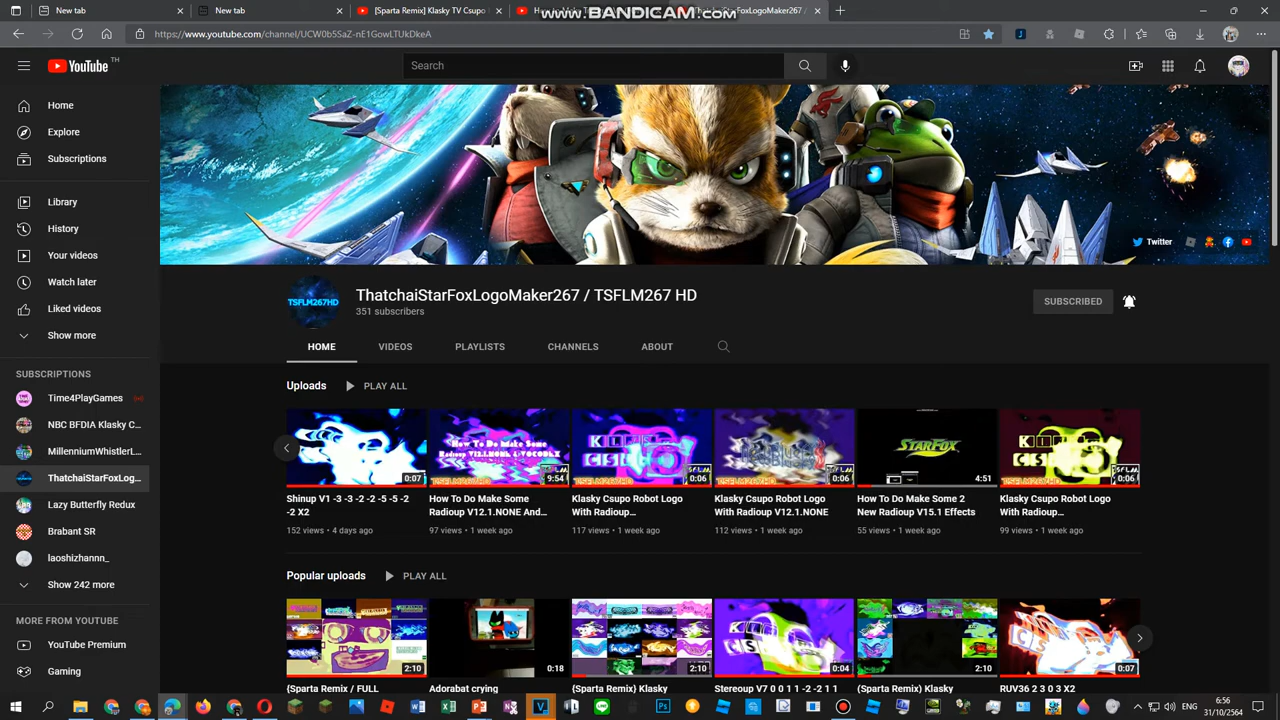 www.BANDICAM.com
New tab
New tab
[Sparta Remix] Klasky TV Csupo
https://www.youtube.com/channel/UCW0b5SaZ-nE1GowLTUkDkeA
YouTube TH
Search
Home
Explore
Subscriptions
Library
History
Your videos
Watch later
Liked videos
Show more
SUBSCRIPTIONS
Time4PlayGames
NBC BFDIA Klasky C...
MillenniumWhistlerL...
ThatchaiStarFoxLog...
Lazy Butterfly Redux
Brabant SR
laoshizhannn_
Show 242 more
MORE FROM YOUTUBE
YouTube Premium
Gaming
Twitter
TSFLM267HD
ThatchaiStarFoxLogoMaker267 / TSFLM267 HD
351 subscribers
SUBSCRIBED
HOME VIDEOS PLAYLISTS CHANNELS ABOUT
Uploads PLAY ALL
0:07
Shinup V1 -3 -3 -2 -2 -5 -5 -2
-2 X2
152 views • 4 days ago
9:54
How To Do Make Some
Radioup V12.1.NONE And...
97 views • 1 week ago
0:06
Klasky Csupo Robot Logo
With Radioup...
117 views • 1 week ago
0:06
Klasky Csupo Robot Logo
With Radioup V12.1.NONE
112 views • 1 week ago
STARFOX
4:51
How To Do Make Some 2
New Radioup V15.1 Effects
55 views • 1 week ago
0:06
Klasky Csupo Robot Logo
With Radioup...
99 views • 1 week ago
Popular uploads PLAY ALL
2:10
{Sparta Remix / FULL
0:18
Adorabat crying
2:10
{Sparta Remix} Klasky
0:04
Stereoup V7 0 0 1 1 -2 -2 1 1
2:10
{Sparta Remix} Klasky
0:07
RUV36 2 3 0 3 X2
ENG
6:56
31/10/2564